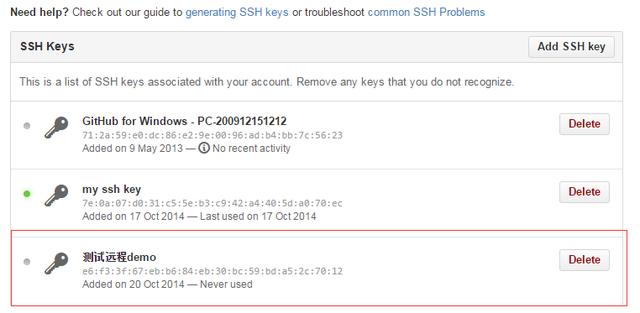 Need help? Check out our guide to generating SSH keys or troubleshoot common SSH Problems
SSH Keys
Add SSH key
This is a list of SSH keys associated with your account. Remove any keys that you do not recognize.
GitHub for Windows - PC-200912151212
Delete
71:2a:59:e0:dc:86:e2:9e:00:96:ad:b4:bb:7c:56:23
Added on 9 May 2013 — No recent activity
my ssh key
Delete
7e:0a:07:d0:31:c5:5e:b3:c9:42:a4:40:5d:a0:70:ec
Added on 17 Oct 2014 — Last used on 17 Oct 2014
测试远程demo
Delete
e6:f3:3f:67:eb:b6:84:eb:30:bc:59:bd:a5:2c:70:12
Added on 20 Oct 2014 — Never used